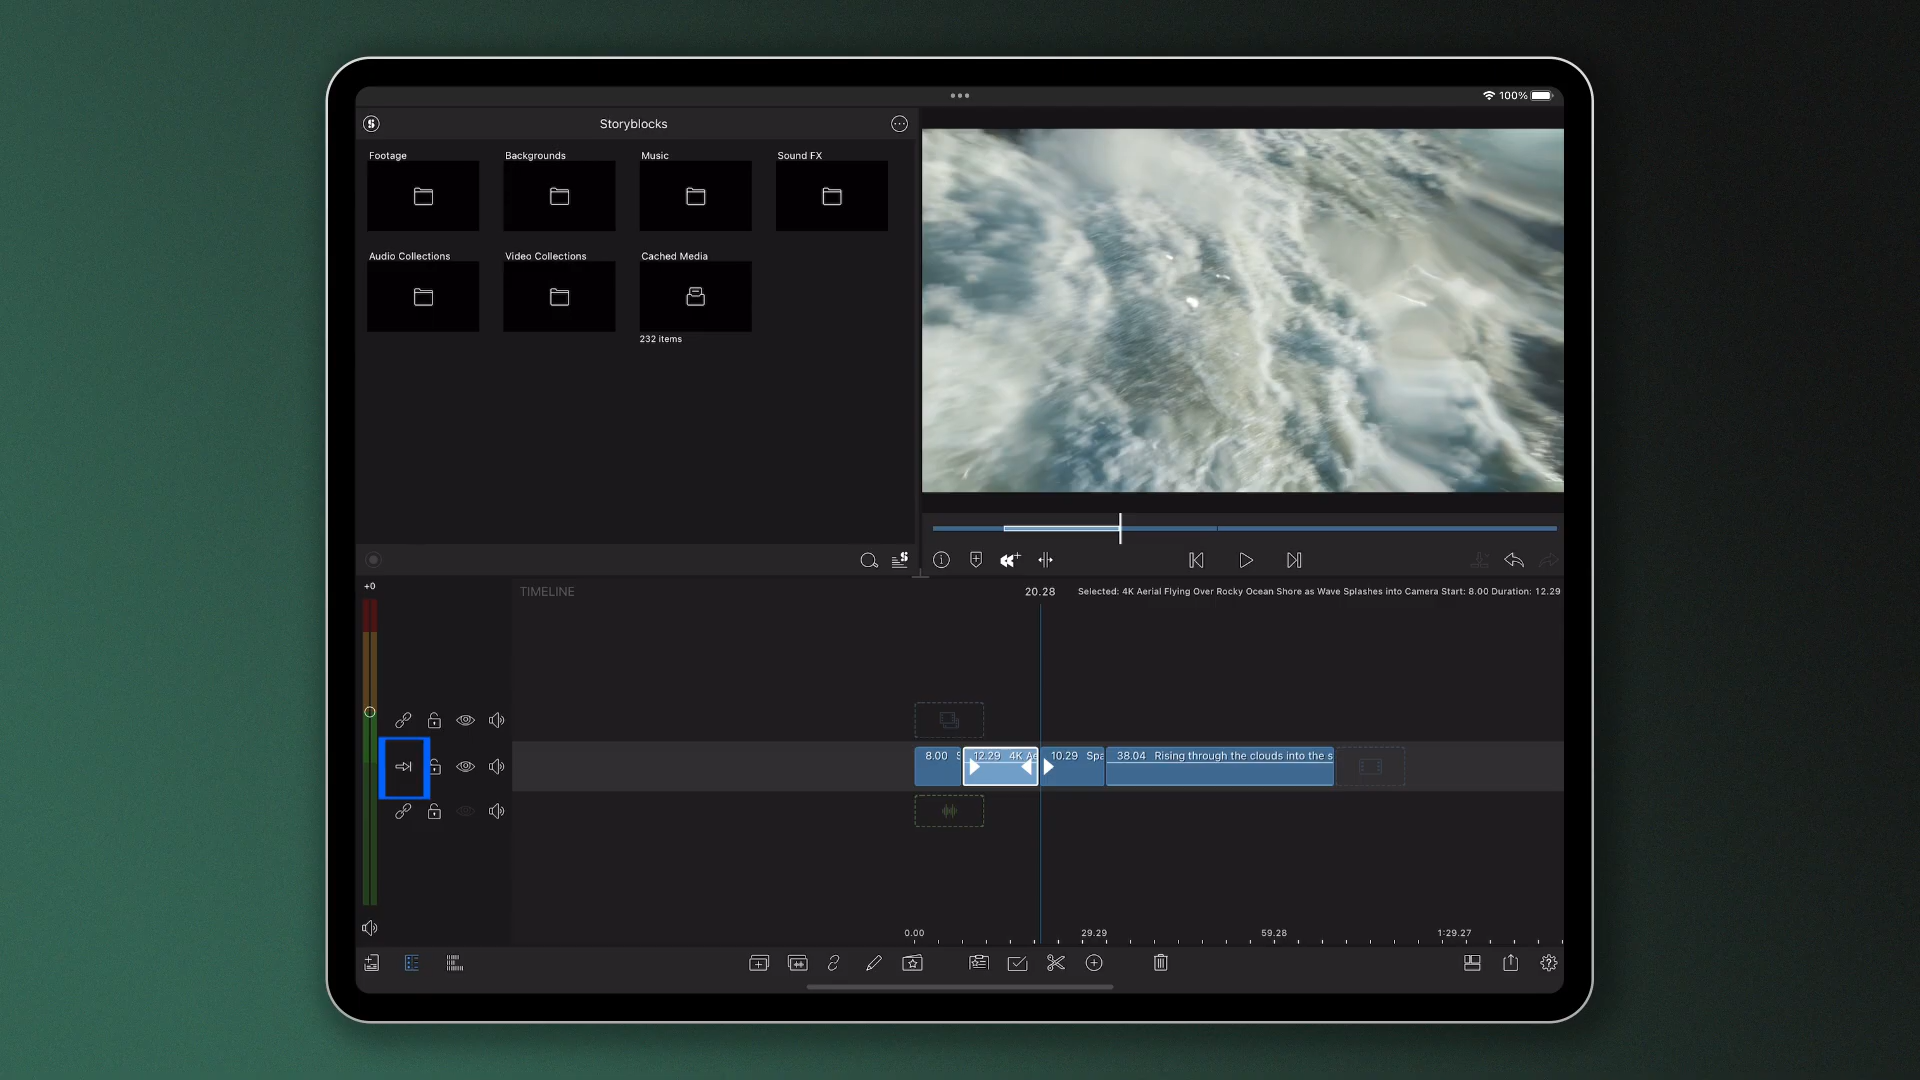 100%
Storyblocks
Footage
Backgrounds
Music
Sound FX
Audio Collections
Video Collections
Cached Media
232 items
+0
TIMELINE
20.28
Selected: 4K Aerial Flying Over Rocky Ocean Shore as Wave Splashes into Camera Start: 8.00 Duration: 12.29
8.00 S
12.29 4K Ae
10.29 Spa
38.04 Rising through the clouds into the s
0.00
29.29
59.28
1:29.27